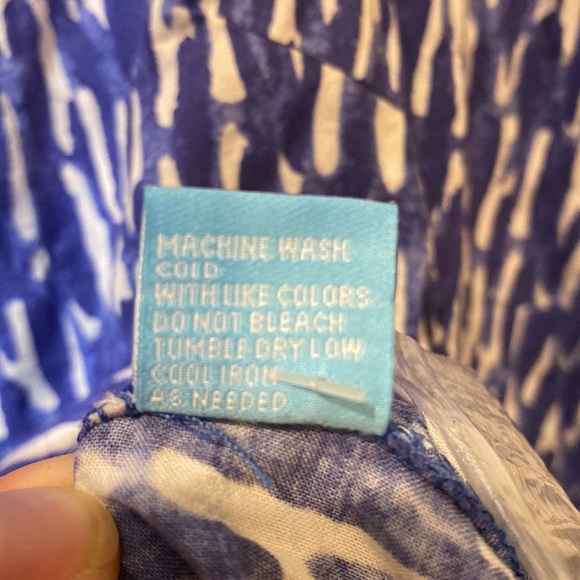 MACHINE WASH
COLD
WITH LIKE COLORS
DO NOT BLEACH
TUMBLE DRY LOW
COOL IRON
AS NEEDED